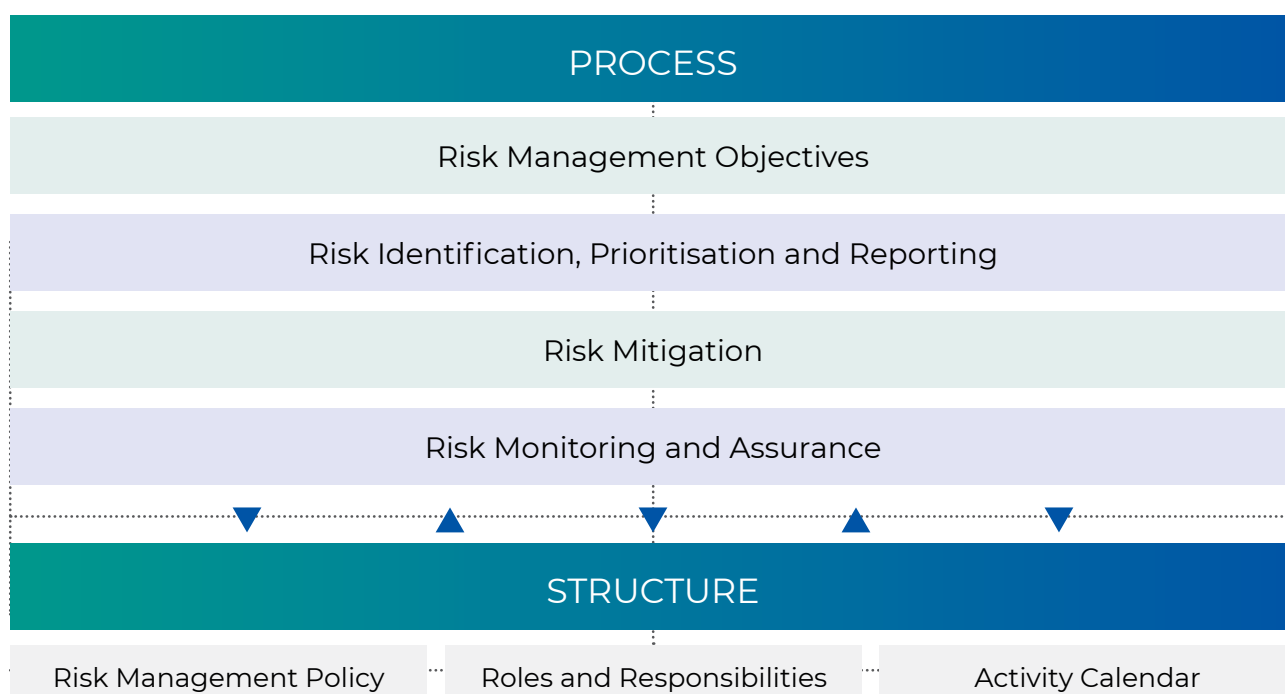 PROCESS
Risk Management Objectives
Risk Identification, Prioritisation and Reporting
Risk Mitigation
Risk Monitoring and Assurance
STRUCTURE
Risk Management Policy
Roles and Responsibilities
Activity Calendar